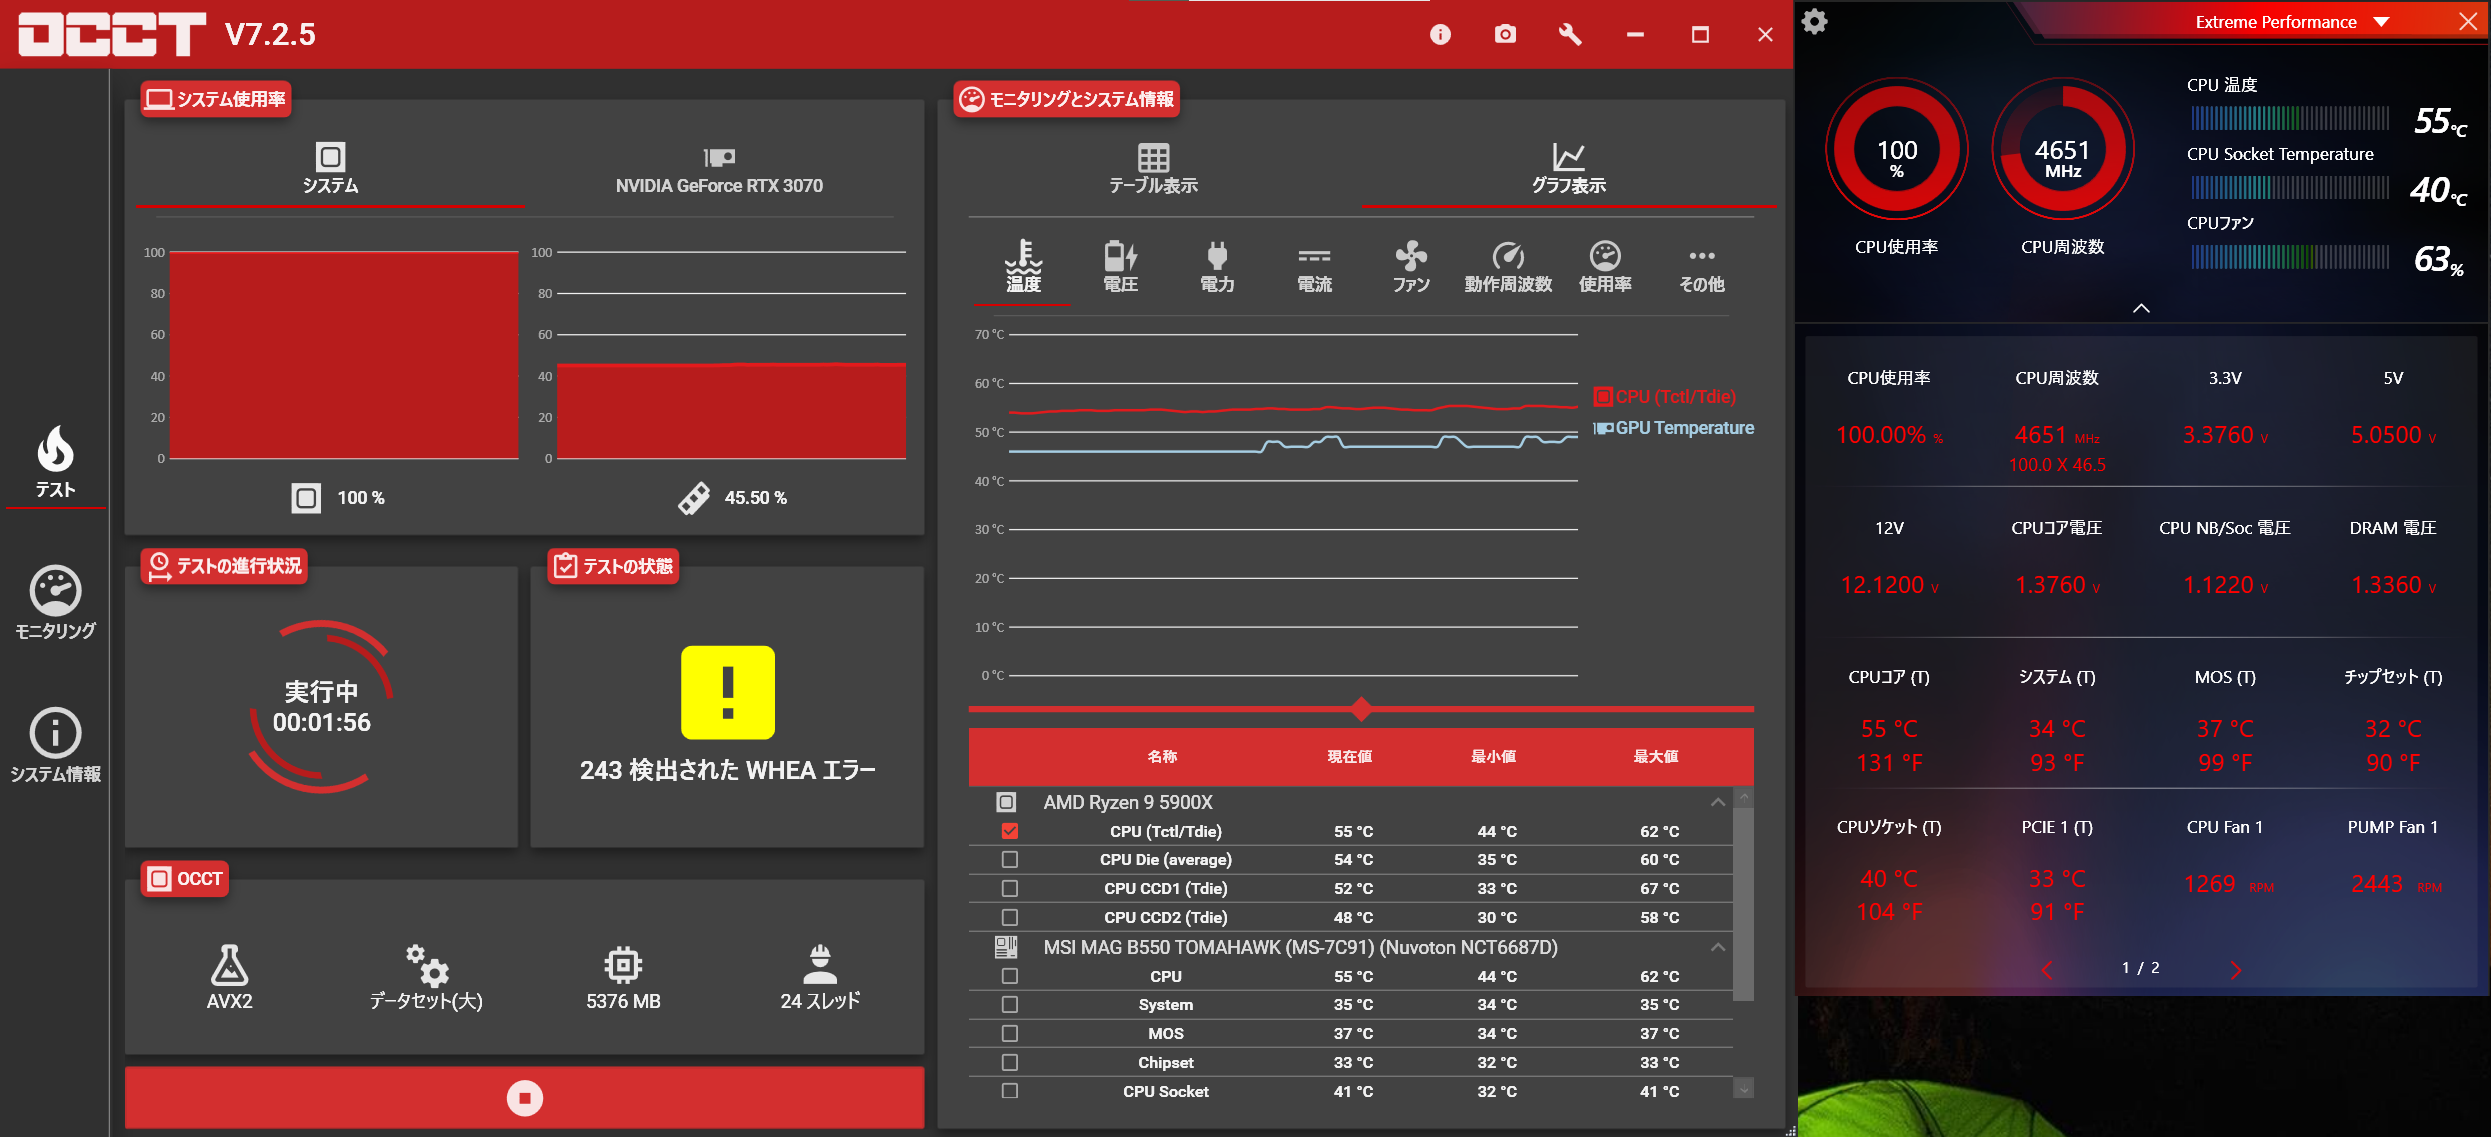 OCCT V7.2.5
システム使用率
システム
NVIDIA GeForce RTX 3070
100
80
60
40
20
0
100
80
60
40
20
0
100 %
45.50 %
テスト
モニタリング
システム情報
テストの進行状況
実行中
00:01:56
テストの状態
243 検出された WHEA エラー
OCCT
AVX2
データセット(大)
5376 MB
24 スレッド
モニタリングとシステム情報
テーブル表示
グラフ表示
温度
電圧
電力
電流
ファン
動作周波数
使用率
その他
70 °C
60 °C
50 °C
40 °C
30 °C
20 °C
10 °C
0 °C
CPU (Tctl/Tdie)
GPU Temperature
名称 現在値 最小値 最大値
AMD Ryzen 9 5900X
CPU (Tctl/Tdie) 55 °C 44 °C 62 °C
CPU Die (average) 54 °C 35 °C 60 °C
CPU CCD1 (Tdie) 52 °C 33 °C 67 °C
CPU CCD2 (Tdie) 48 °C 30 °C 58 °C
MSI MAG B550 TOMAHAWK (MS-7C91) (Nuvoton NCT6687D)
CPU 55 °C 44 °C 62 °C
System 35 °C 34 °C 35 °C
MOS 37 °C 34 °C 37 °C
Chipset 33 °C 32 °C 33 °C
CPU Socket 41 °C 32 °C 41 °C
Extreme Performance
100
%
CPU使用率
4651
MHz
CPU周波数
CPU 温度
55°C
CPU Socket Temperature
40°C
CPUファン
63%
CPU使用率 CPU周波数 3.3V 5V
100.00% % 4651 MHz 3.3760 V 5.0500 V
100.0 X 46.5
12V CPUコア電圧 CPU NB/Soc 電圧 DRAM 電圧
12.1200 V 1.3760 V 1.1220 V 1.3360 V
CPUコア (T) システム (T) MOS (T) チップセット (T)
55 °C 34 °C 37 °C 32 °C
131 °F 93 °F 99 °F 90 °F
CPUソケット (T) PCIE 1 (T) CPU Fan 1 PUMP Fan 1
40 °C 33 °C 1269 RPM 2443 RPM
104 °F 91 °F
1 / 2